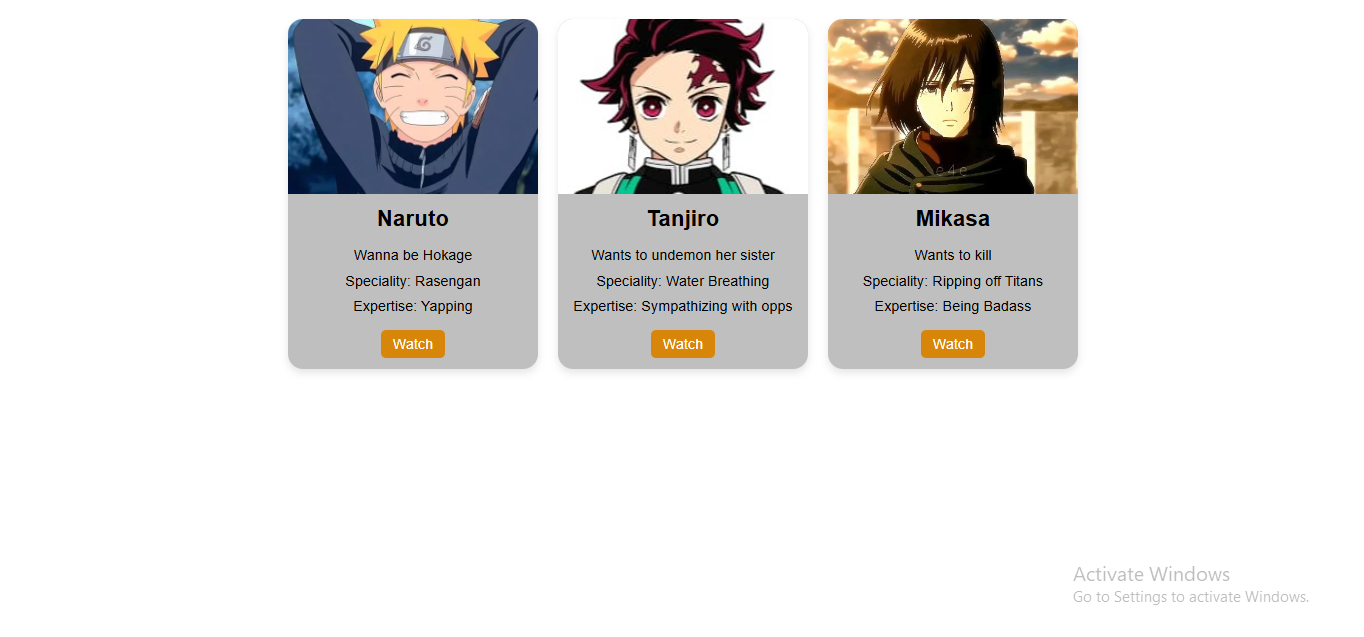 Naruto
Wanna be Hokage
Speciality: Rasengan
Expertise: Yapping
Watch
Tanjiro
Wants to undemon her sister
Speciality: Water Breathing
Expertise: Sympathizing with opps
Watch
e4e
Mikasa
Wants to kill
Speciality: Ripping off Titans
Expertise: Being Badass
Watch
Activate Windows
Go to Settings to activate Windows.